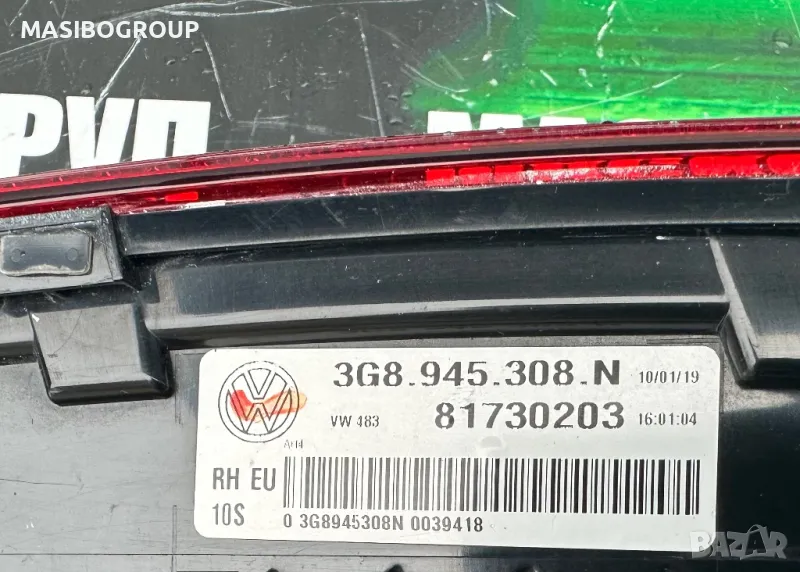 MASIBOGROUP
РУП
3G8.945.308.N 10/01/19
VW 483 81730203 16:01:04
RH EU
10S
0 3G8945308N 0039418
BAZAR